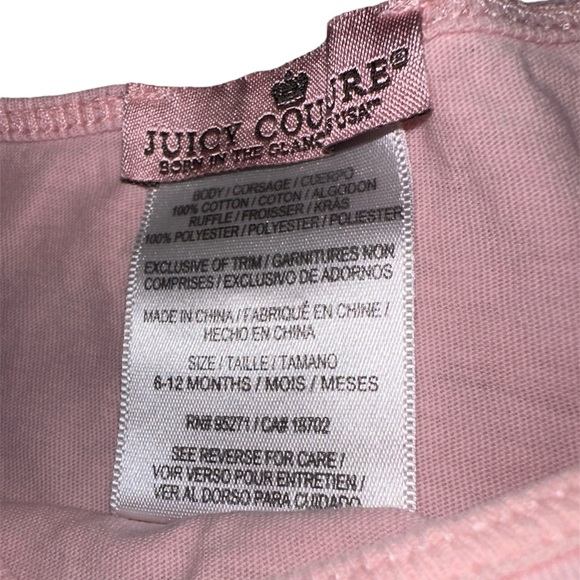 JUICY COUTURE®
BORN IN THE GLAMOROUS USA™
BODY / CORSAGE / CUERPO
100% COTTON / COTON / ALGODON
RUFFLE / FROISSER / KRAS
100% POLYESTER / POLYESTER / POLIESTER
EXCLUSIVE OF TRIM / GARNITURES NON
COMPRISES / EXCLUSIVO DE ADORNOS
MADE IN CHINA / FABRIQUÉ EN CHINE /
HECHO EN CHINA
SIZE / TAILLE / TAMANO
6-12 MONTHS / MOIS / MESES
RN# 95271 / CA# 18702
SEE REVERSE FOR CARE /
VOIR VERSO POUR ENTRETIEN /
VER AL DORSO PARA CUIDADO